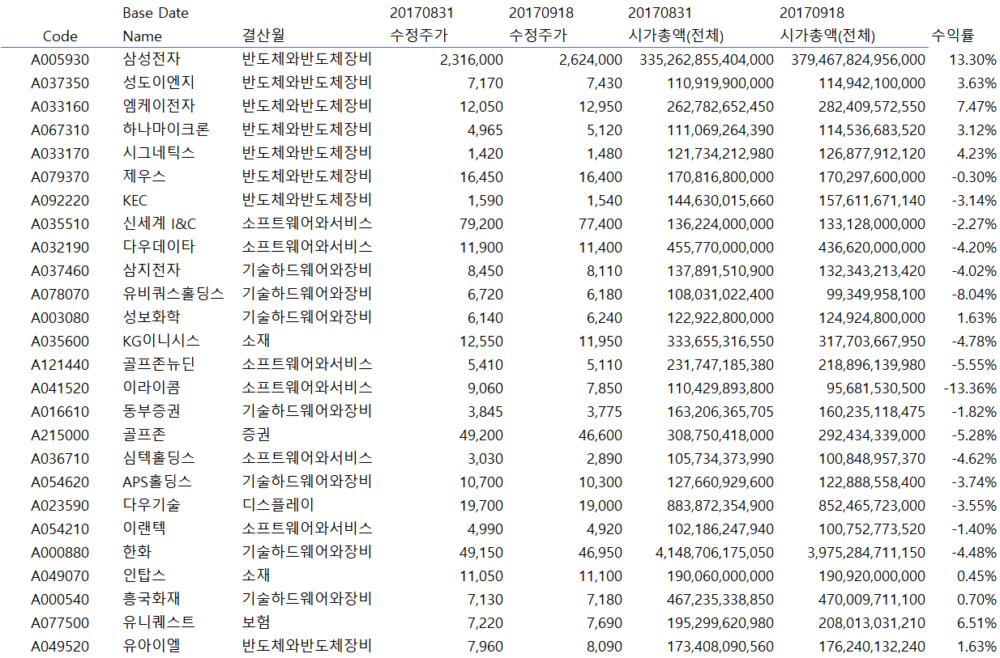 Base Date 20170831 20170918 20170831 20170918
Code Name 결산월 수정주가 수정주가 시가총액(전체) 시가총액(전체) 수익률
A005930 삼성전자 반도체와반도체장비 2,316,000 2,624,000 335,262,855,404,000 379,467,824,956,000 13.30%
A037350 성도이엔지 반도체와반도체장비 7,170 7,430 110,919,900,000 114,942,100,000 3.63%
A033160 엠케이전자 반도체와반도체장비 12,050 12,950 262,782,652,450 282,409,572,550 7.47%
A067310 하나마이크론 반도체와반도체장비 4,965 5,120 111,069,264,390 114,536,683,520 3.12%
A033170 시그네틱스 반도체와반도체장비 1,420 1,480 121,734,212,980 126,877,912,120 4.23%
A079370 제우스 반도체와반도체장비 16,450 16,400 170,816,800,000 170,297,600,000 -0.30%
A092220 KEC 반도체와반도체장비 1,590 1,540 144,630,015,660 157,611,671,140 -3.14%
A035510 신세계 I&C 소프트웨어와서비스 79,200 77,400 136,224,000,000 133,128,000,000 -2.27%
A032190 다우데이타 소프트웨어와서비스 11,900 11,400 455,770,000,000 436,620,000,000 -4.20%
A037460 삼지전자 기술하드웨어와장비 8,450 8,110 137,891,510,900 132,343,213,420 -4.02%
A078070 유비쿼스홀딩스 기술하드웨어와장비 6,720 6,180 108,031,022,400 99,349,958,100 -8.04%
A003080 성보화학 기술하드웨어와장비 6,140 6,240 122,922,800,000 124,924,800,000 1.63%
A035600 KG이니시스 소재 12,550 11,950 333,655,316,550 317,703,667,950 -4.78%
A121440 골프존뉴딘 소프트웨어와서비스 5,410 5,110 231,747,185,380 218,896,139,980 -5.55%
A041520 이라이콤 소프트웨어와서비스 9,060 7,850 110,429,893,800 95,681,530,500 -13.36%
A016610 동부증권 기술하드웨어와장비 3,845 3,775 163,206,365,705 160,235,118,475 -1.82%
A215000 골프존 증권 49,200 46,600 308,750,418,000 292,434,339,000 -5.28%
A036710 심텍홀딩스 소프트웨어와서비스 3,030 2,890 105,734,373,990 100,848,957,370 -4.62%
A054620 APS홀딩스 기술하드웨어와장비 10,700 10,300 127,660,929,600 122,888,558,400 -3.74%
A023590 다우기술 디스플레이 19,700 19,000 883,872,354,900 852,465,723,000 -3.55%
A054210 이랜텍 소프트웨어와서비스 4,990 4,920 102,186,247,940 100,752,773,520 -1.40%
A000880 한화 기술하드웨어와장비 49,150 46,950 4,148,706,175,050 3,975,284,711,150 -4.48%
A049070 인탑스 소재 11,050 11,100 190,060,000,000 190,920,000,000 0.45%
A000540 흥국화재 기술하드웨어와장비 7,130 7,180 467,235,338,850 470,009,711,100 0.70%
A077500 유니퀘스트 보험 7,220 7,690 195,299,620,980 208,013,031,210 6.51%
A049520 유아이엘 반도체와반도체장비 7,960 8,090 173,408,090,560 176,240,132,240 1.63%